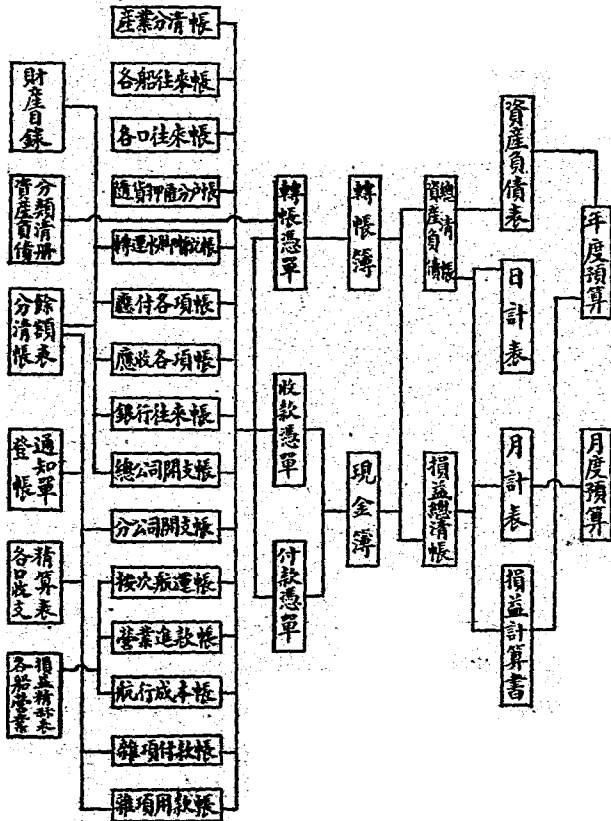 年度預算
月度預算
資產負債表
日計表
月計表
損益計算書
總清帳
資產負債
損益總清帳
轉帳簿
現金簿
轉帳憑單
收款憑單
付款憑單
產業分清帳
各船往來帳
各口往來帳
押匯分戶帳
應付各項帳
應收各項帳
銀行往來帳
總公司開支帳
分公司開支帳
按次航運帳
營業進款帳
航行成本帳
雜項付款帳
雜項用款帳
財產目錄
分類清冊
資產負債
餘額表
分清帳
通知單
登帳
精算表
各口收支
損益精算表
各船營業